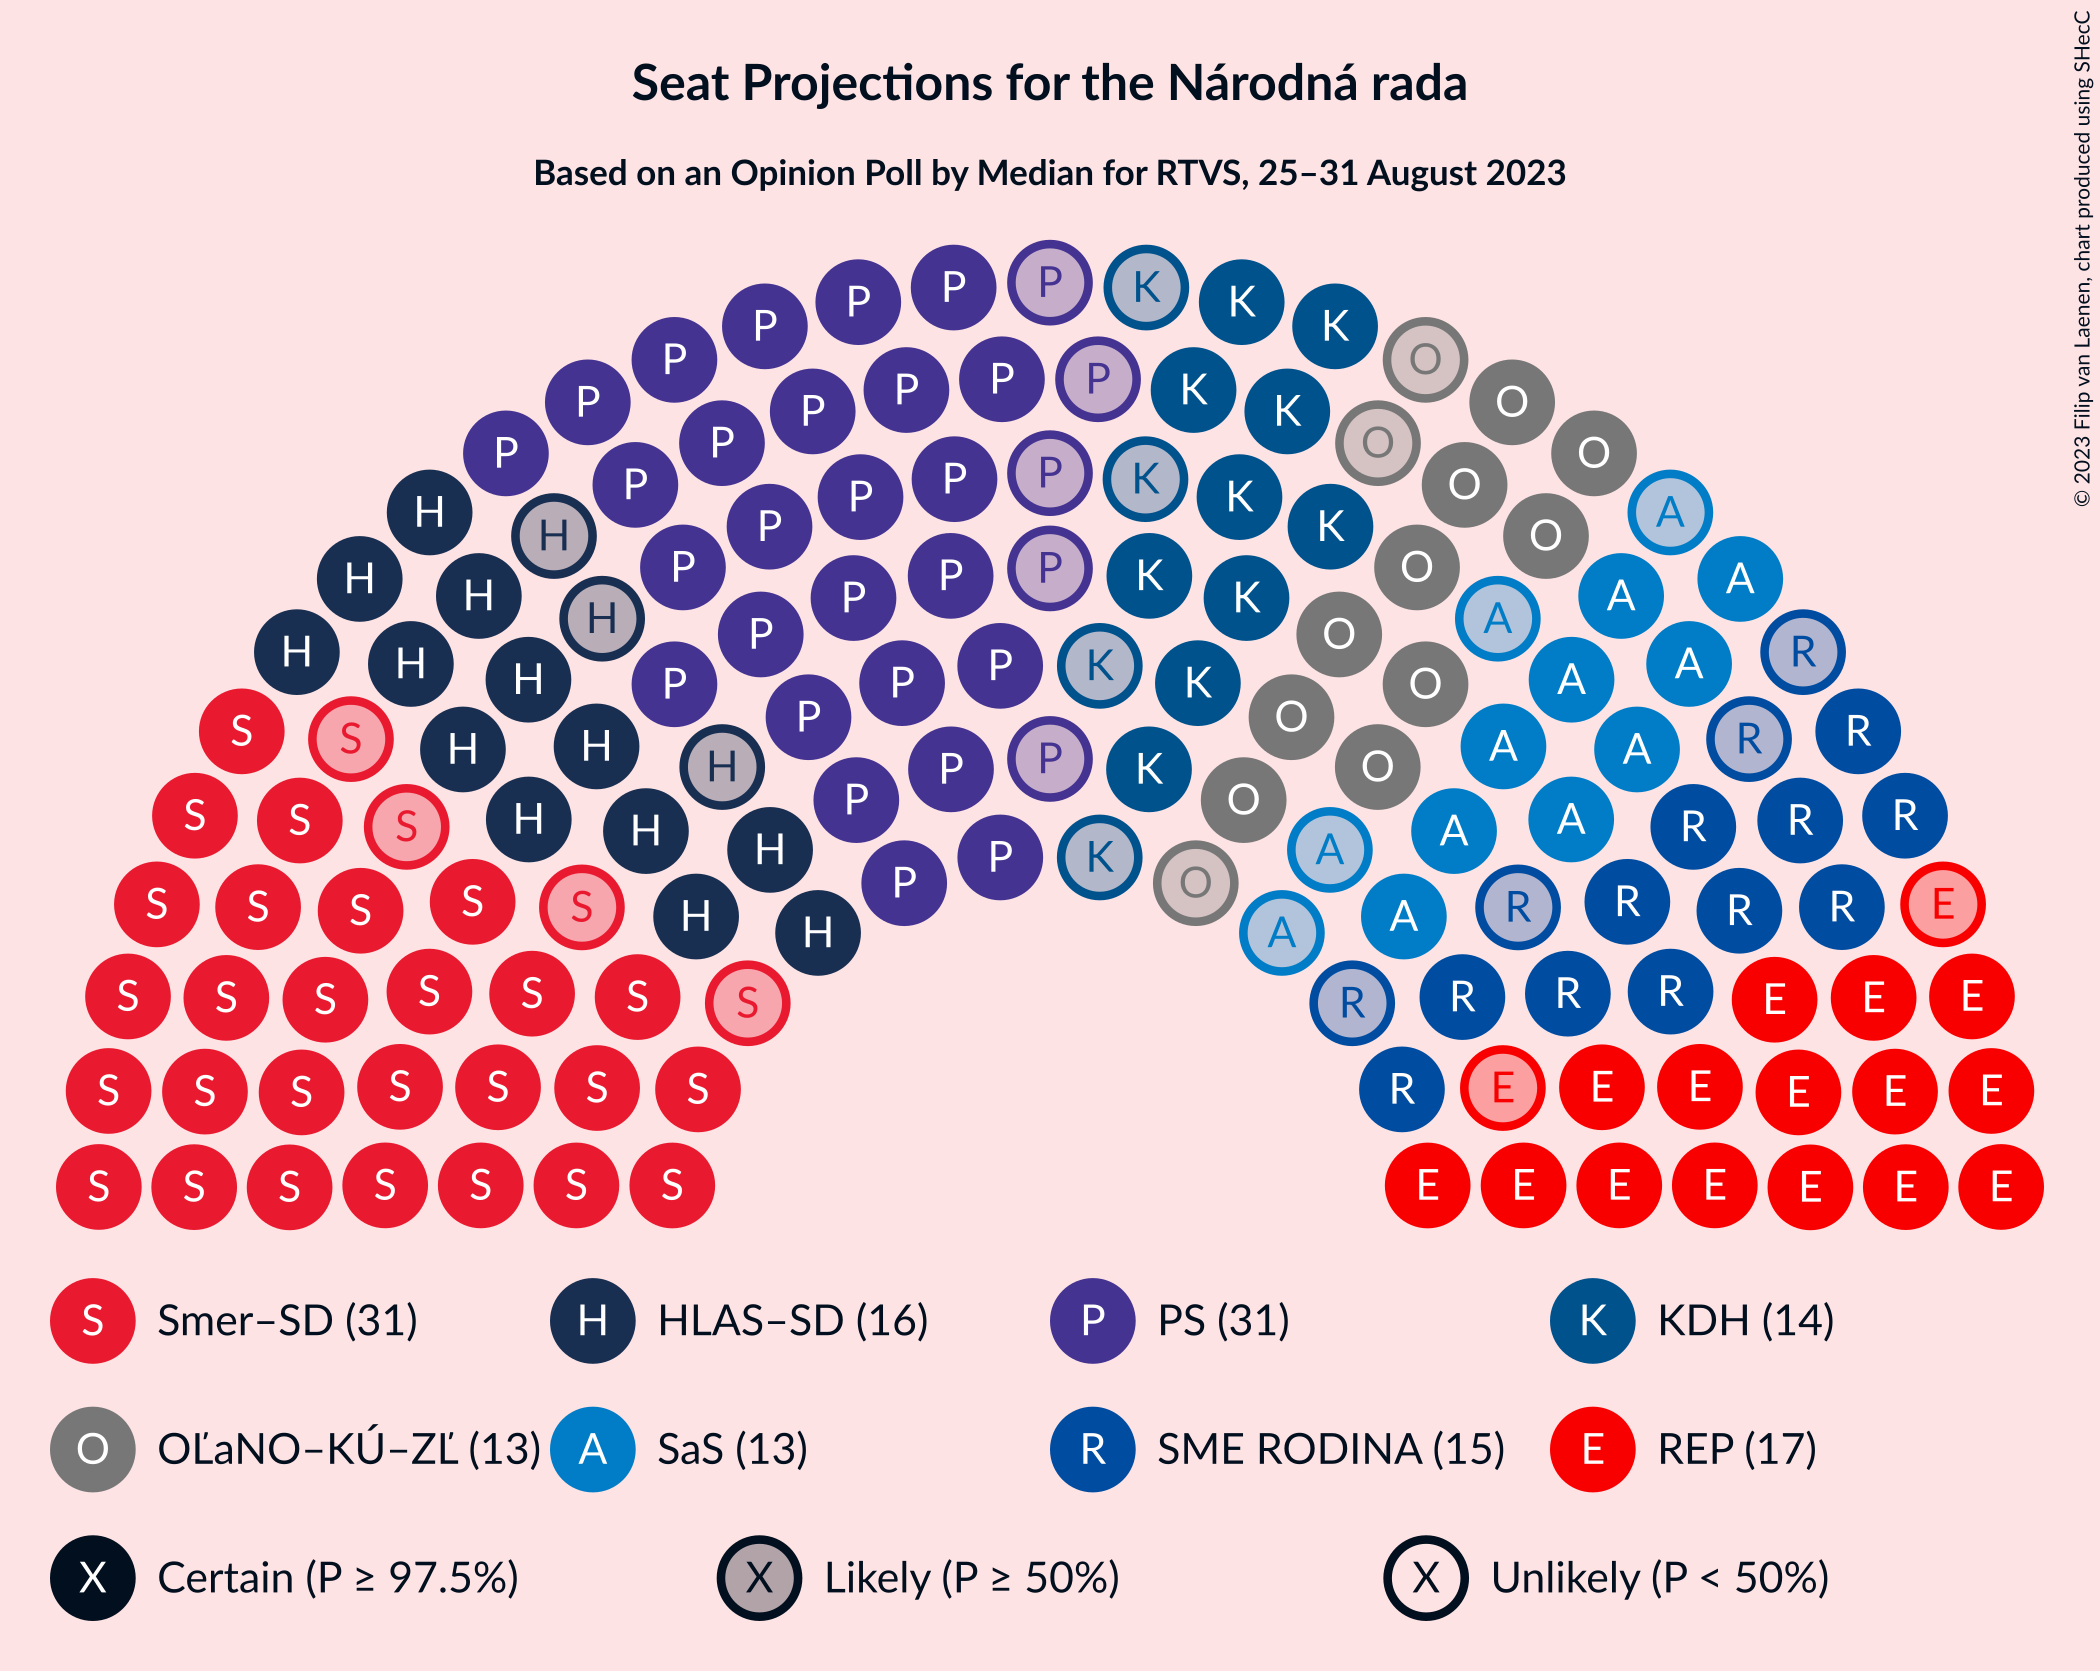 Seat Projections for the Národná rada
Based on an Opinion Poll by Median for RTVS, 25–31 August 2023
© 2023 Filip van Laenen, chart produced using SHecC
P P P K K
P P K O
P P P P K K O
P P P P K O O O
P P P K K
H P P P K O O A
H H P P P K K O A A A
H H H P P P K O A A
H H H P P P K K O O A A R
S S H H H P P K O O A A R R
S S S H H H P P K O A A A R R R
S S S S S H H P P K O A A R R R R E
S S S S S S S R R R R E E E
S S S S S S S R E E E E E E
S S S S S S S E E E E E E E
S Smer–SD (31) H HLAS–SD (16) P PS (31) K KDH (14)
O OĽaNO–KÚ–ZĽ (13) A SaS (13) R SME RODINA (15) E REP (17)
X Certain (P ≥ 97.5%) X Likely (P ≥ 50%) X Unlikely (P < 50%)